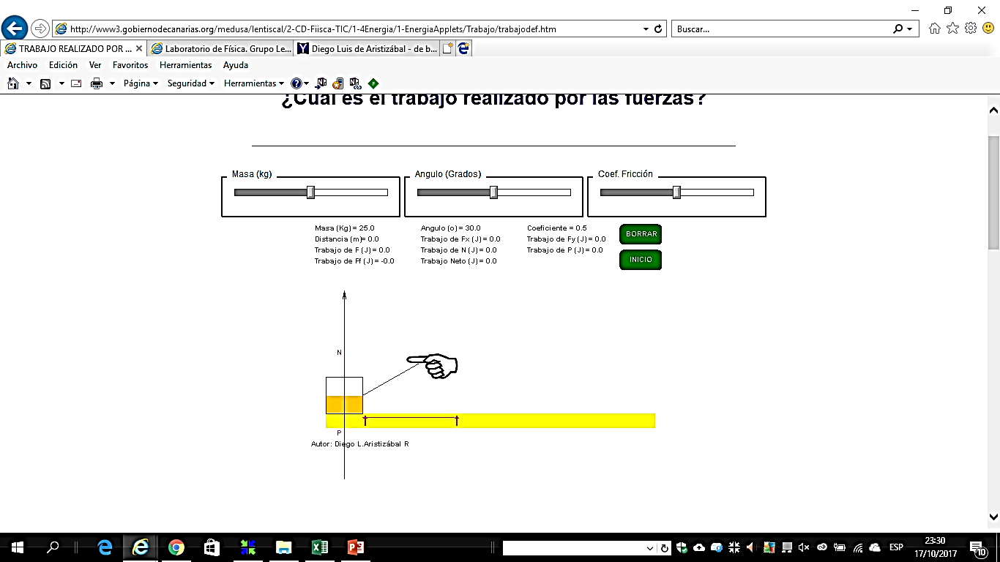 http://www3.gobiernodecanarias.org/medusa/lentiscal/2-CD-Fiisca-TIC/1-4Energia/1-EnergiaApplets/Trabajo/trabajodef.htm
Buscar...
TRABAJO REALIZADO POR ...
Laboratorio de Física. Grupo Le...
Diego Luis de Aristizábal - de b...
Archivo Edición Ver Favoritos Herramientas Ayuda
Página Seguridad Herramientas
¿Cuál es el trabajo realizado por las fuerzas?
Masa (kg) Angulo (Grados) Coef. Fricción
Masa (Kg) = 25.0 Angulo (o) = 30.0 Coeficiente = 0.5
Distancia (m)= 0.0 Trabajo de Fx (J) = 0.0 Trabajo de Fy (J) = 0.0
Trabajo de F (J) = 0.0 Trabajo de N (J) = 0.0 Trabajo de P (J) = 0.0
Trabajo de Ff (J) = -0.0 Trabajo Neto (J) = 0.0
BORRAR
INICIO
N
P
Autor: Diego L.Aristizábal R
ESP
23:30
17/10/2017
10